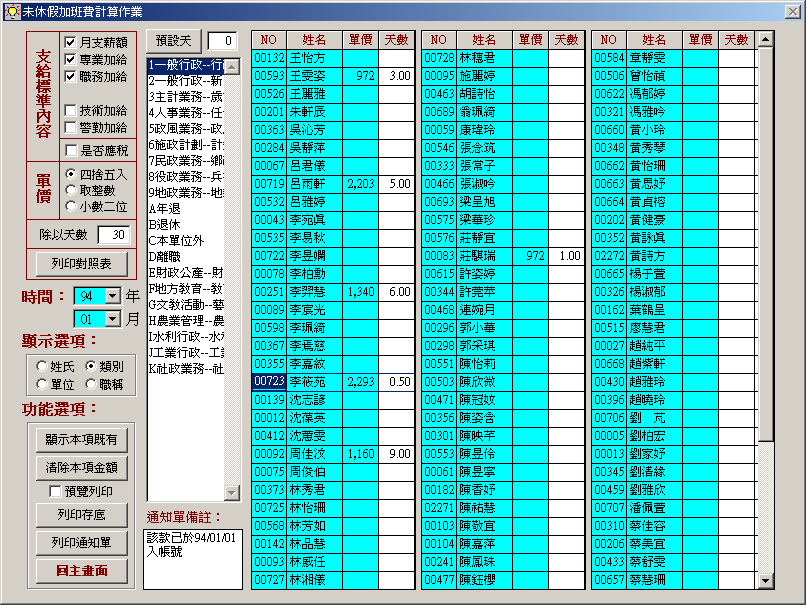 未休假加班費計算作業
支給標準內容
月支薪額
專業加給
職務加給
技術加給
警勤加給
是否應稅
單價
四捨五入
取整數
小數二位
除以天數 30
列印對照表
時間： 94 年
01 月
顯示選項：
姓氏 類別
單位 職稱
功能選項：
顯示本項既有
清除本項金額
預覽列印
列印存底
列印通知單
回主畫面
預設天 0
1一般行政--行
2一般行政--新
3主計業務--歲
4人事業務--任
5政風業務--政
6施政計劃--計
7民政業務--鄉
8役政業務--兵
9地政業務--地
A年退
B退休
C本單位外
D離職
E財政公產--財
F地方教育--教
G文教活動--藝
H農業管理--農
I水利行政--水
J工業行政--工
K社政業務--社
通知單備註：
該款已於94/01/01
入帳號
NO 姓名 單價 天數
00132 王怡方
00593 王雯姿 972 3.00
00526 王麗雅
00201 朱軒辰
00363 吳沁芳
00284 吳靜萍
00067 呂君儀
00719 呂雨軒 2,203 5.00
00532 呂雅婷
00043 李宛真
00535 李易秋
00722 李昱嫻
00078 李柏勳
00251 李羿慧 1,340 6.00
00089 李宸光
00598 李珮綺
00367 李焉慈
00355 李嘉紋
00723 李筱苑 2,293 0.50
00139 沈志諺
00012 沈葆英
00412 沈蕙雯
00092 周佳汶 1,160 9.00
00075 周俊伯
00373 林秀君
00725 林怡珊
00568 林芳如
00142 林品慧
00093 林威任
00727 林湘儀
NO 姓名 單價 天數
00728 林穗君
00095 施麗婷
00463 胡詩怡
00689 翁珮綺
00059 康瑋玲
00546 張念筑
00333 張常子
00466 張淑吟
00693 梁呈旭
00575 梁華珍
00576 莊靜宜
00083 莊騏瑞 972 1.00
00615 許姿婷
00344 許莞苹
00468 連婉月
00296 郭小華
00298 郭采琪
00551 陳怡莉
00503 陳欣微
00471 陳冠妏
00356 陳姿含
00301 陳映芊
00553 陳昱伶
00061 陳昱寧
00182 陳香妤
02271 陳祐慧
00103 陳敬宜
00104 陳嘉萍
00241 陳鳳珠
00477 陳鈺櫻
NO 姓名 單價 天數
00584 章靜雯
00506 曾怡禎
00622 馮郁婷
00321 馮雅吟
00660 黃小玲
00348 黃秀琴
00662 黃怡珊
00663 黃思妤
00664 黃貞榕
00202 黃健豪
00352 黃詠真
02272 黃詩方
00665 楊子萱
00326 楊淑郁
00162 葉鶴呈
00515 廖慧君
00027 趙純平
00668 趙紫軒
00430 趙雅玲
00396 趙曉玲
00706 劉　芃
00005 劉柏宏
00013 劉家妤
00345 劉淯緣
00459 劉雅欣
00707 潘佩萱
00310 蔡佳容
00206 蔡美宜
00433 蔡舒雯
00657 蔡慧珊